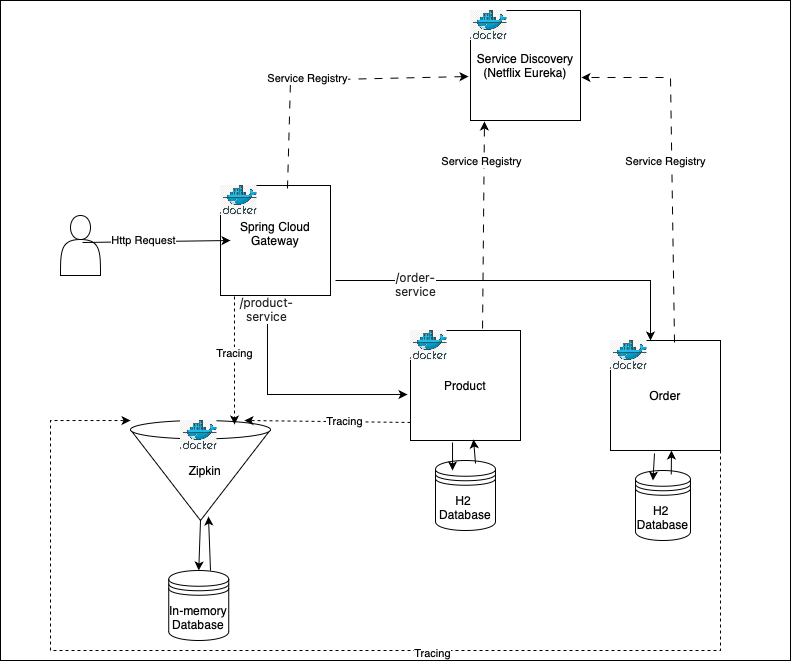 docker
Service Discovery
(Netflix Eureka)
Service Registry
Service Registry
Service Registry
docker
Spring Cloud
Gateway
Http Request
/order-
service
/product-
service
Tracing
docker
Product
docker
Order
Tracing
docker
Zipkin
H2
Database
H2
Database
In-memory
Database
Tracing